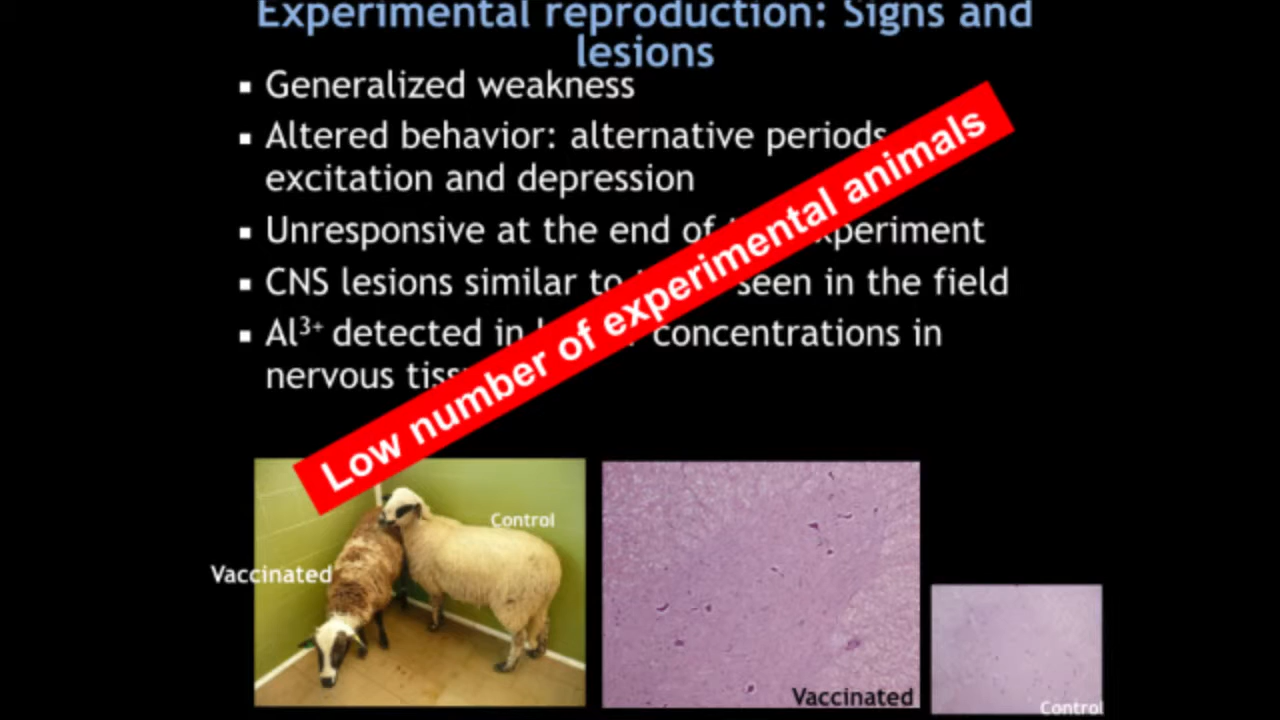 Experimental reproduction: Signs and
lesions
Generalized weakness
Altered behavior: alternative periods
excitation and depression
Unresponsive at the end of experiment
CNS lesions similar to seen in the field
Al³⁺ detected in concentrations in
nervous
Low number of experimental animals
Control
Vaccinated
Vaccinated
Control